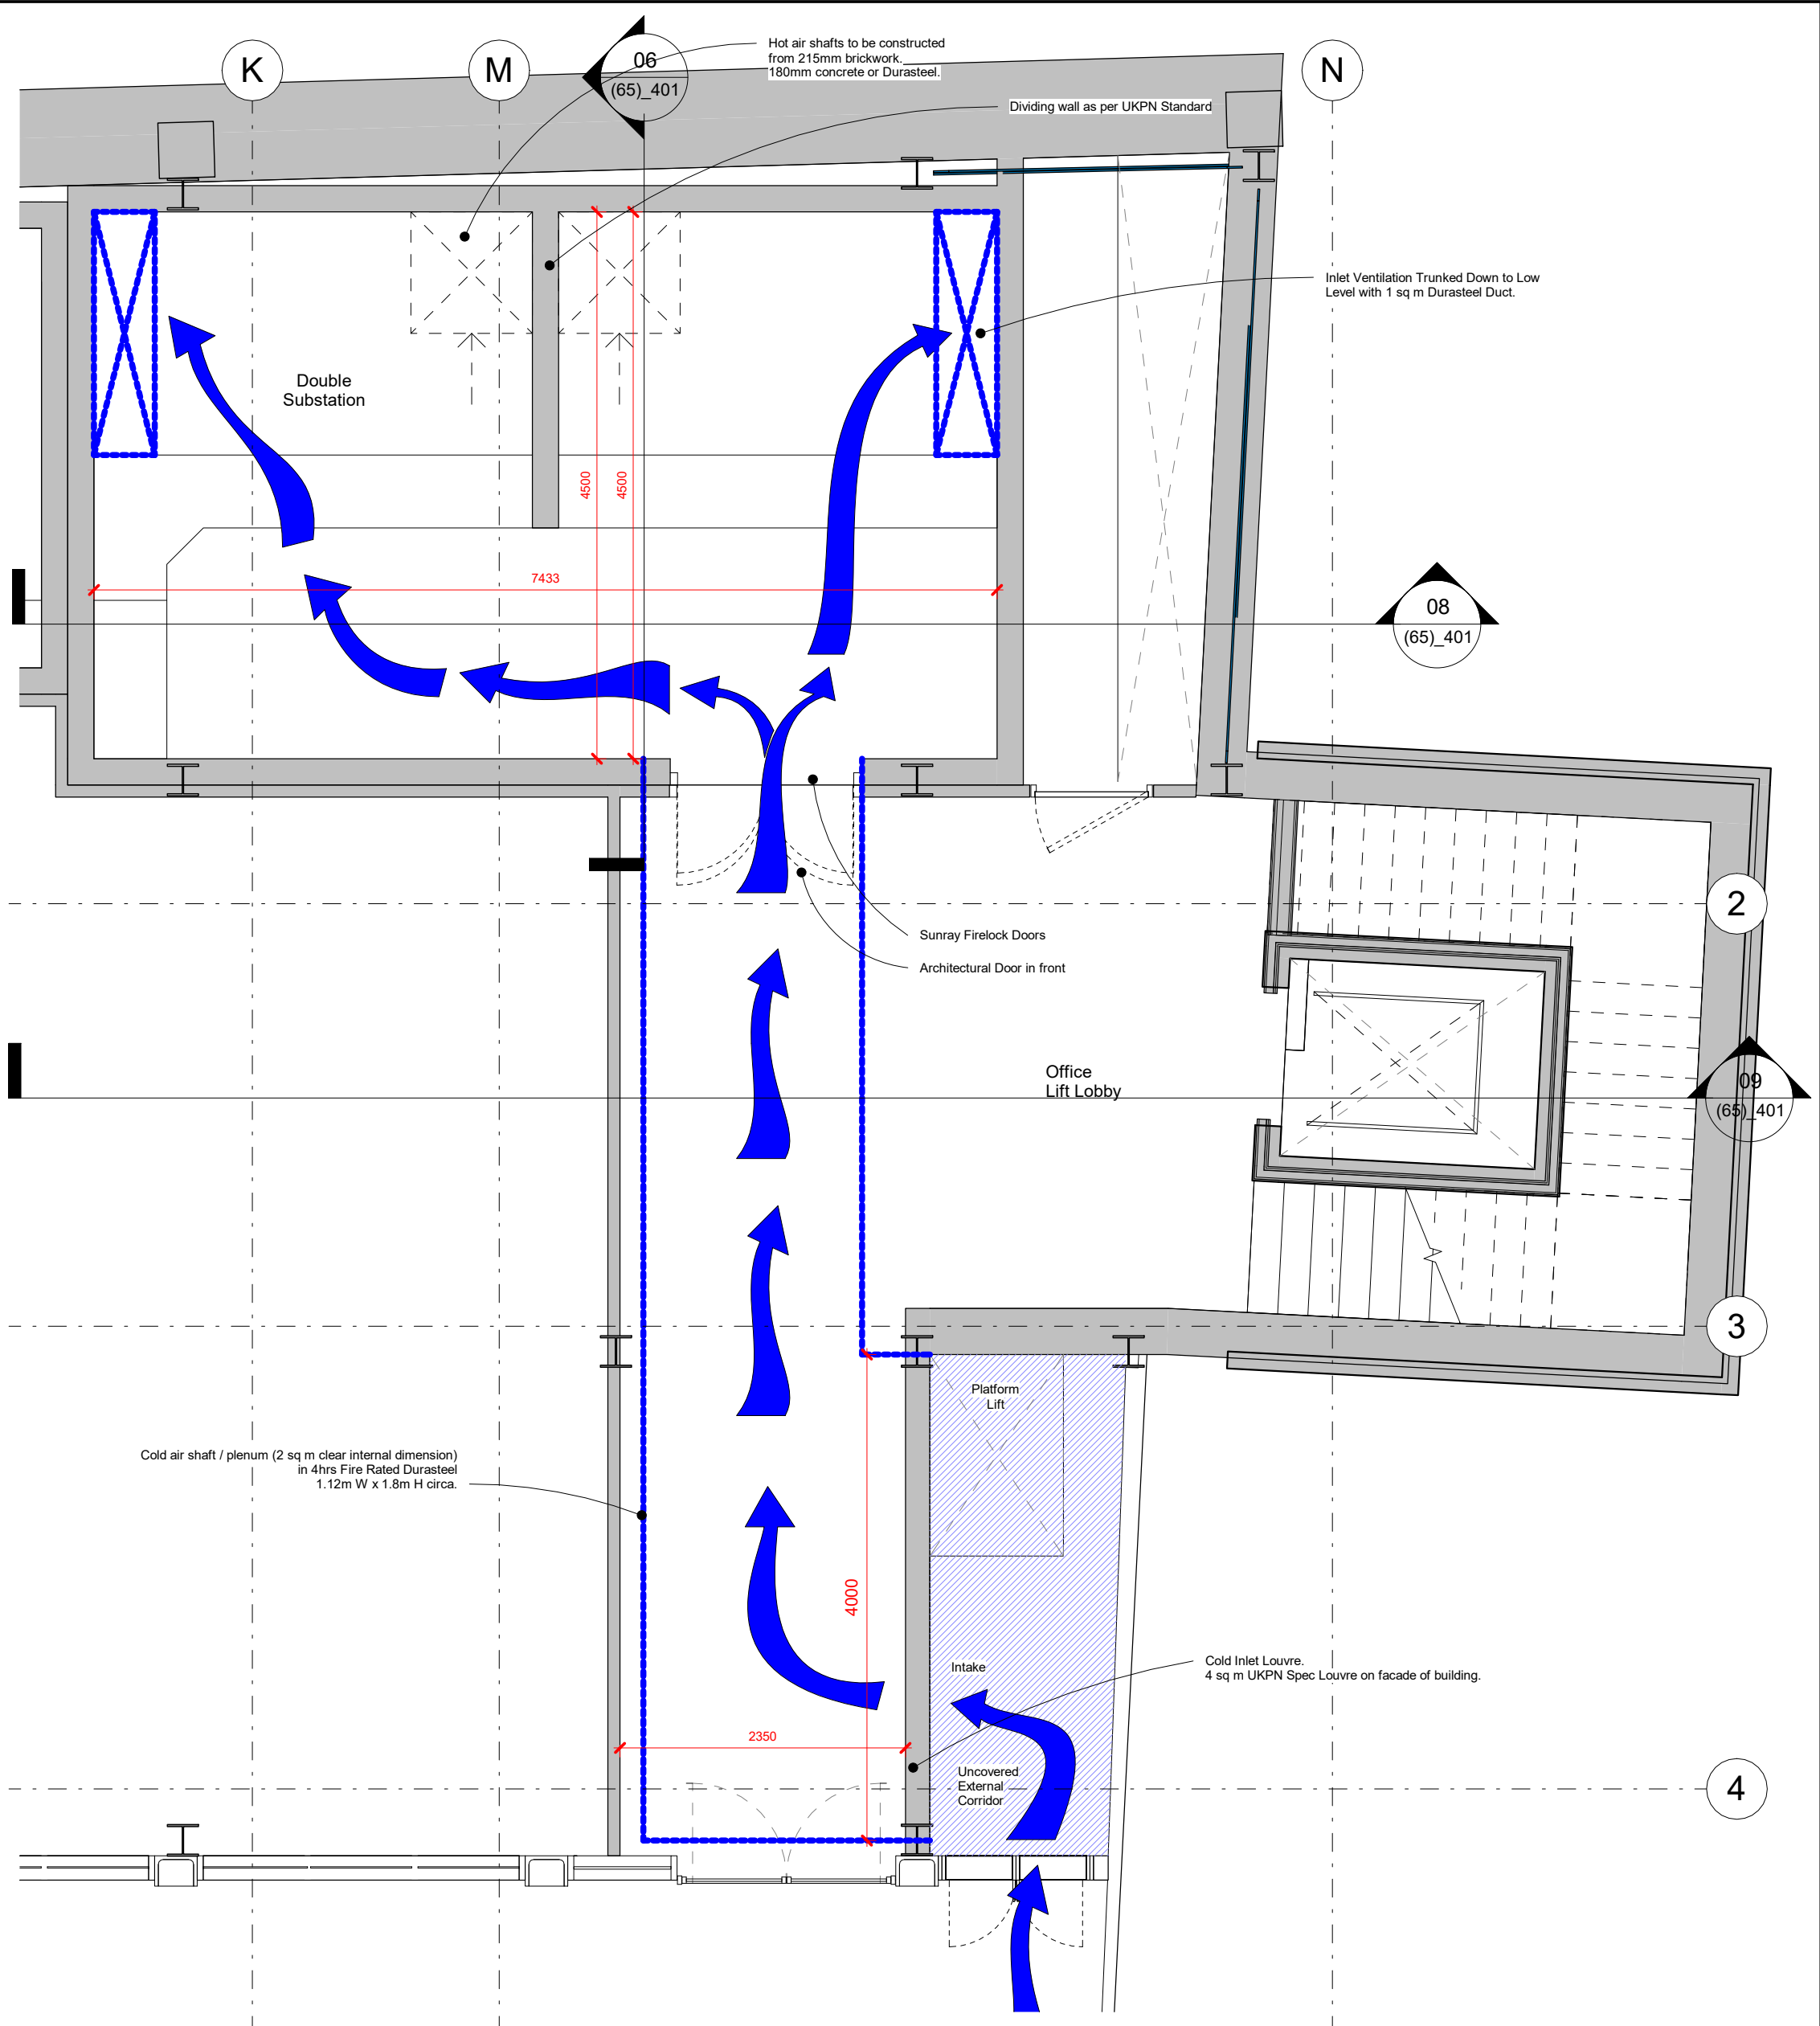 K
M
06
(65)_401
N
Hot air shafts to be constructed
from 215mm brickwork.
180mm concrete or Durasteel.
Dividing wall as per UKPN Standard
Inlet Ventilation Trunked Down to Low
Level with 1 sq m Durasteel Duct.
Double
Substation
4500
4500
7433
08
(65)_401
2
Sunray Firelock Doors
Architectural Door in front
Office
Lift Lobby
09
(65)_401
3
Platform
Lift
Cold air shaft / plenum (2 sq m clear internal dimension)
in 4hrs Fire Rated Durasteel
1.12m W x 1.8m H circa.
4000
Intake
Cold Inlet Louvre.
4 sq m UKPN Spec Louvre on facade of building.
2350
Uncovered
External
Corridor
4